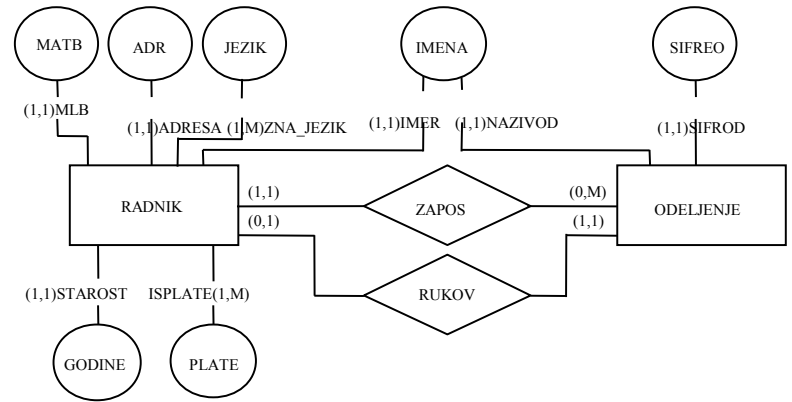 MATB
ADR
JEZIK
IMENA
SIFREO
(1,1)MLB
(1,1)ADRESA
(1,M)ZNA_JEZIK
(1,1)IMER
(1,1)NAZIVOD
(1,1)SIFROD
RADNIK
(1,1)
(0,1)
ZAPOS
(0,M)
(1,1)
ODELJENJE
RUKOV
(1,1)STAROST
ISPLATE(1,M)
GODINE
PLATE